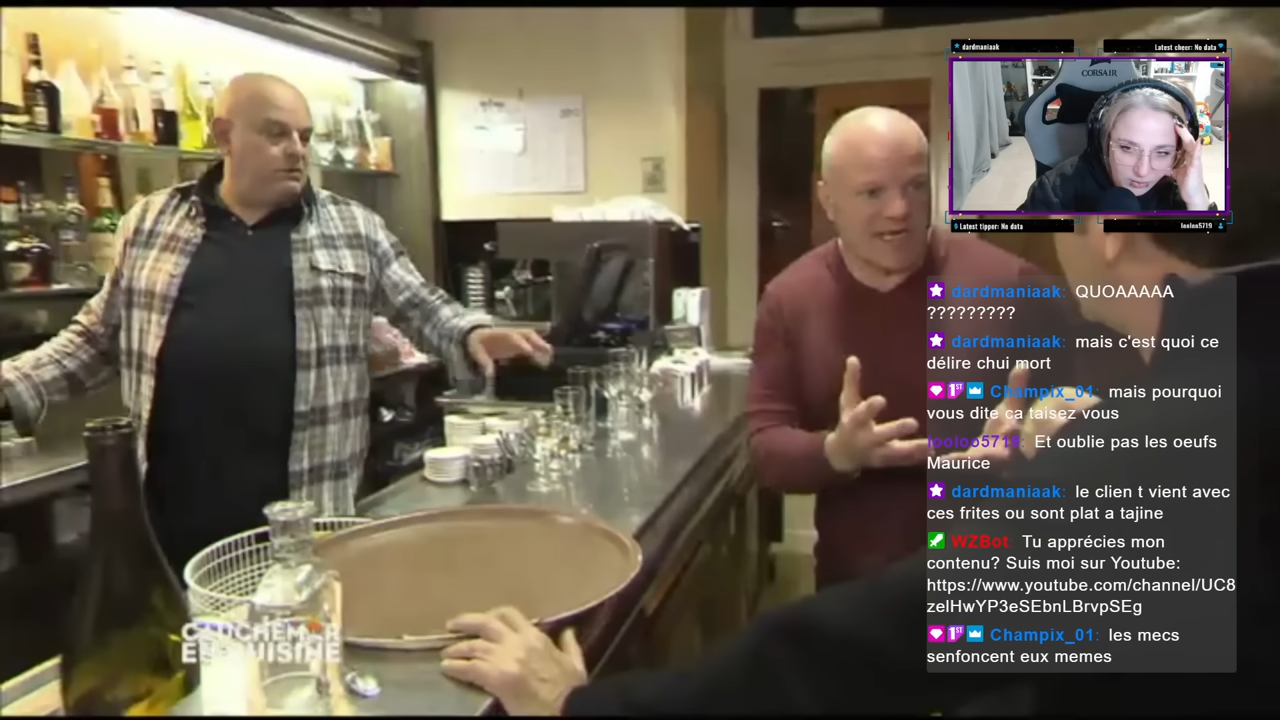 dardmaniaak
Latest cheer: No data
CORSAIR
Latest tipper: No data
looloo5719
dardmaniaak: QUOAAAAA
?????????
dardmaniaak: mais c'est quoi ce
délire chui mort
Champix_01: mais pourquoi
vous dite ca taisez vous
looloo5719: Et oublie pas les oeufs
Maurice
dardmaniaak: le clien t vient avec
ces frites ou sont plat a tajine
WZBot: Tu apprécies mon
contenu? Suis moi sur Youtube:
https://www.youtube.com/channel/UC8
zelHwYP3eSEbnLBrvpSEg
Champix_01: les mecs
senfoncent eux memes
CAUCHEMAR
EN CUISINE